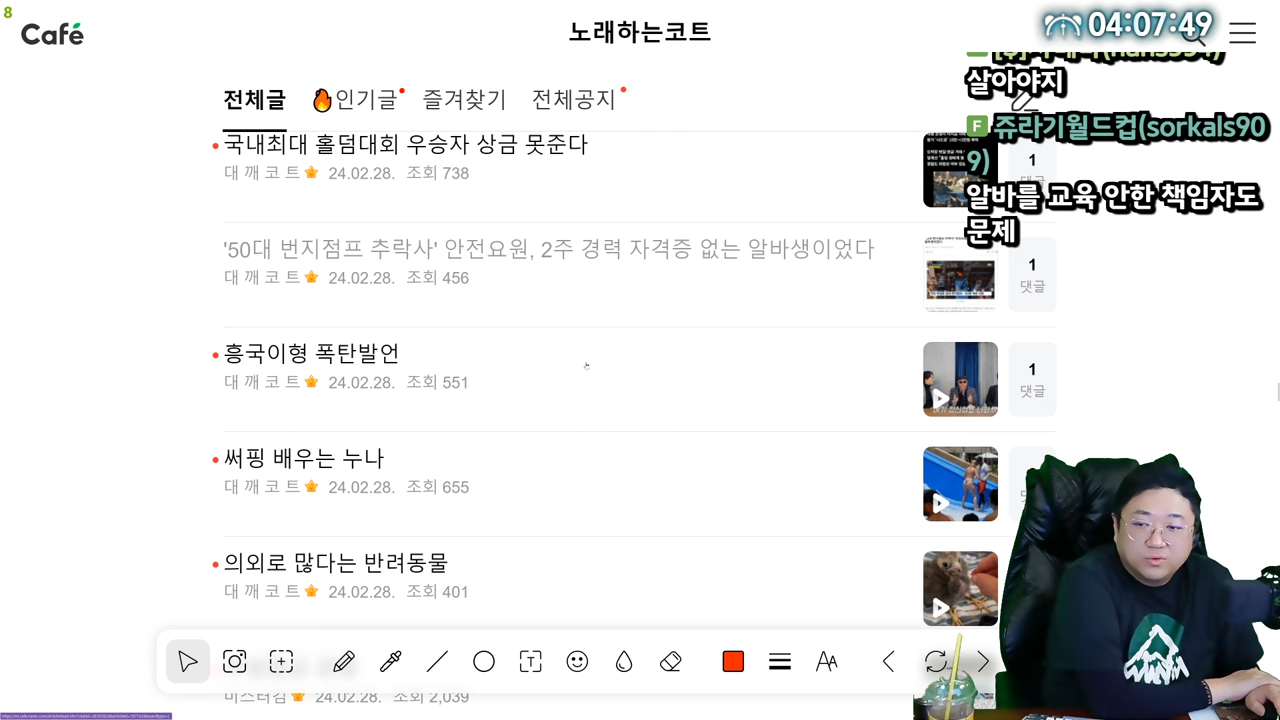 8
Café
노래하는코트
04:07:49
전체글
🔥인기글
즐겨찾기
전체공지
살아야지
F 쥬라기월드컵(sorkals90
9)
알바를 교육 안한 책임자도
문제
국내최대 홀덤대회 우승자 상금 못준다
대 깨 코 트 24.02.28. 조회 738
1
댓글
'50대 번지점프 추락사' 안전요원, 2주 경력 자격증 없는 알바생이었다
대 깨 코 트 24.02.28. 조회 456
1
댓글
흥국이형 폭탄발언
대 깨 코 트 24.02.28. 조회 551
1
댓글
써핑 배우는 누나
대 깨 코 트 24.02.28. 조회 655
의외로 많다는 반려동물
대 깨 코 트 24.02.28. 조회 401
T
AA
미스터김 24.02.28. 조회 2,039